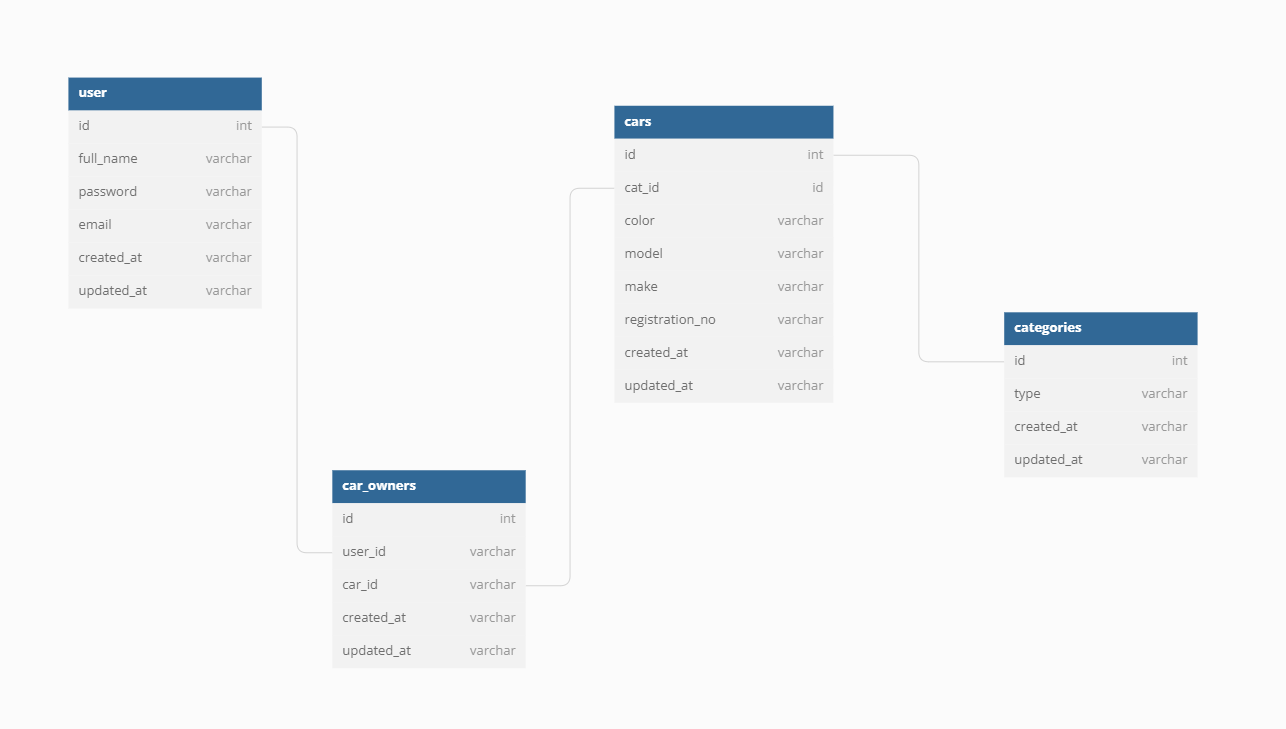 user
id int
full_name varchar
password varchar
email varchar
created_at varchar
updated_at varchar
cars
id int
cat_id id
color varchar
model varchar
make varchar
registration_no varchar
created_at varchar
updated_at varchar
categories
id int
type varchar
created_at varchar
updated_at varchar
car_owners
id int
user_id varchar
car_id varchar
created_at varchar
updated_at varchar